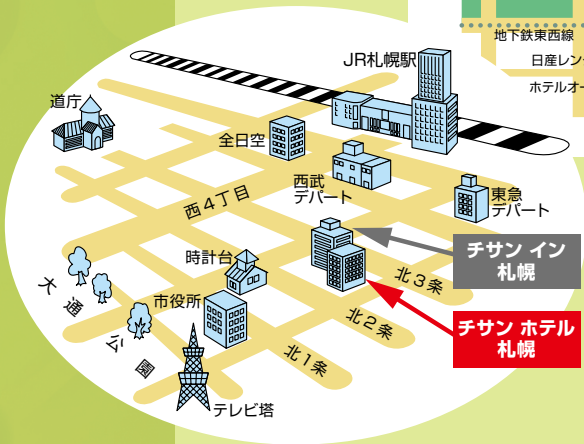 地下鉄東西線
日産レン
ホテルオー
JR札幌駅
道庁
全日空
西武
デパート
東急
デパート
西4丁目
チサン イン
札幌
時計台
北3条
大通公園
市役所
北2条
チサン ホテル
札幌
北1条
テレビ塔